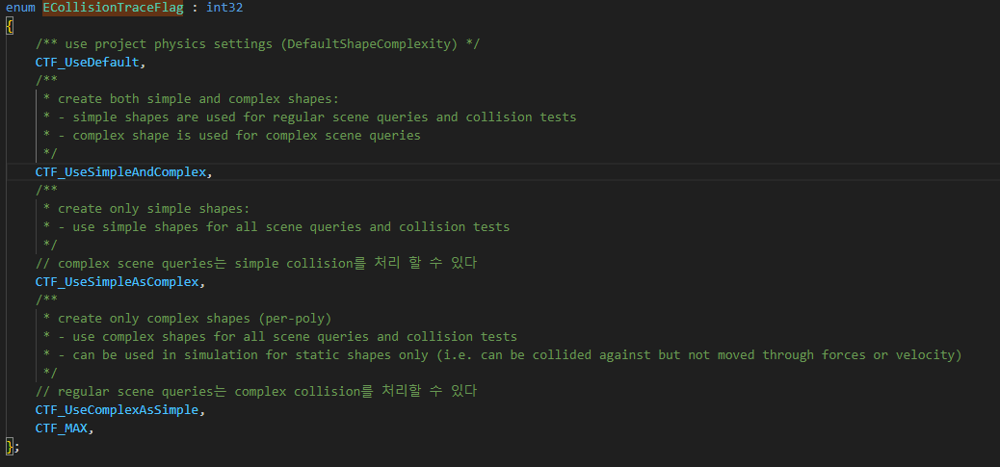 enum ECollisionTraceFlag : int32
{
/** use project physics settings (DefaultShapeComplexity) */
CTF_UseDefault,
/**
* create both simple and complex shapes:
* - simple shapes are used for regular scene queries and collision tests
* - complex shape is used for complex scene queries
*/
CTF_UseSimpleAndComplex,
/**
* create only simple shapes:
* - use simple shapes for all scene queries and collision tests
*/
// complex scene queries는 simple collision를 처리 할 수 있다
CTF_UseSimpleAsComplex,
/**
* create only complex shapes (per-poly)
* - use complex shapes for all scene queries and collision tests
* - can be used in simulation for static shapes only (i.e. can be collided against but not moved through forces or velocity)
*/
// regular scene queries는 complex collision를 처리할 수 있다
CTF_UseComplexAsSimple,
CTF_MAX,
};